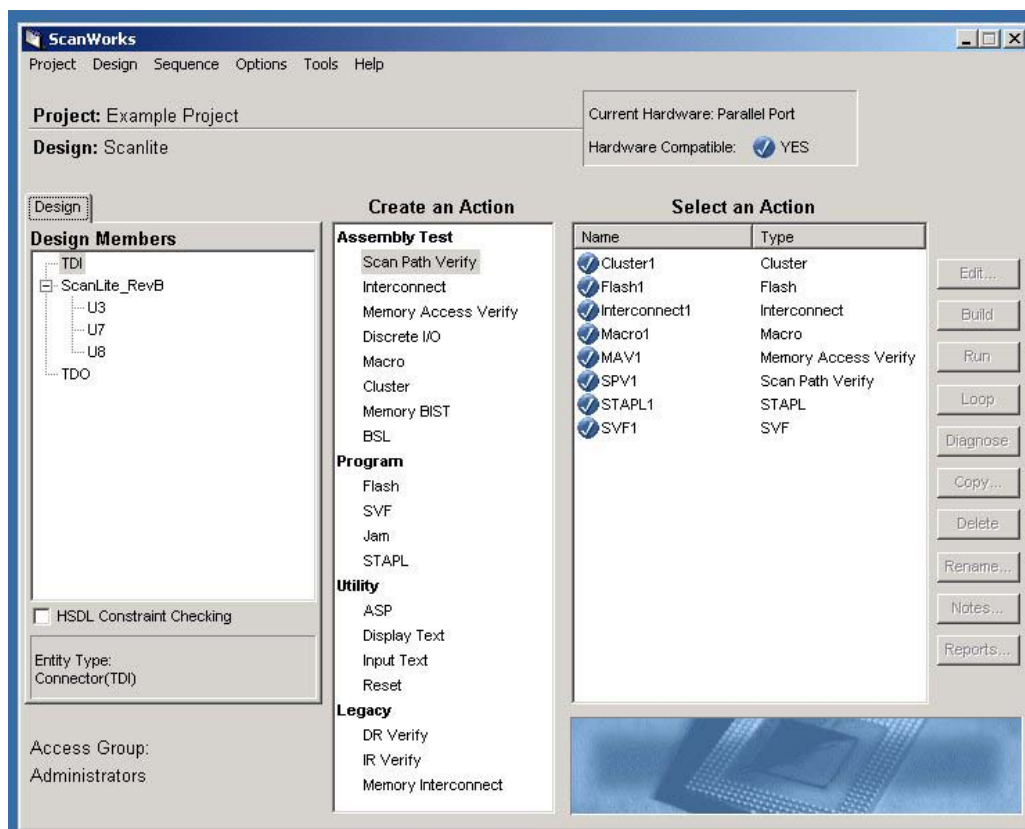 ScanWorks
Project Design Sequence Options Tools Help
Project: Example Project
Design: Scanlite
Current Hardware: Parallel Port
Hardware Compatible: YES
Design
Design Members
TDI
ScanLite_RevB
U3
U7
U8
TDO
HSDL Constraint Checking
Entity Type:
Connector(TDI)
Access Group:
Administrators
Create an Action
Assembly Test
Scan Path Verify
Interconnect
Memory Access Verify
Discrete I/O
Macro
Cluster
Memory BIST
BSL
Program
Flash
SVF
Jam
STAPL
Utility
ASP
Display Text
Input Text
Reset
Legacy
DR Verify
IR Verify
Memory Interconnect
Select an Action
Name Type
Cluster1 Cluster
Flash1 Flash
Interconnect1 Interconnect
Macro1 Macro
MAV1 Memory Access Verify
SPV1 Scan Path Verify
STAPL1 STAPL
SVF1 SVF
Edit...
Build
Run
Loop
Diagnose
Copy...
Delete
Rename...
Notes...
Reports...